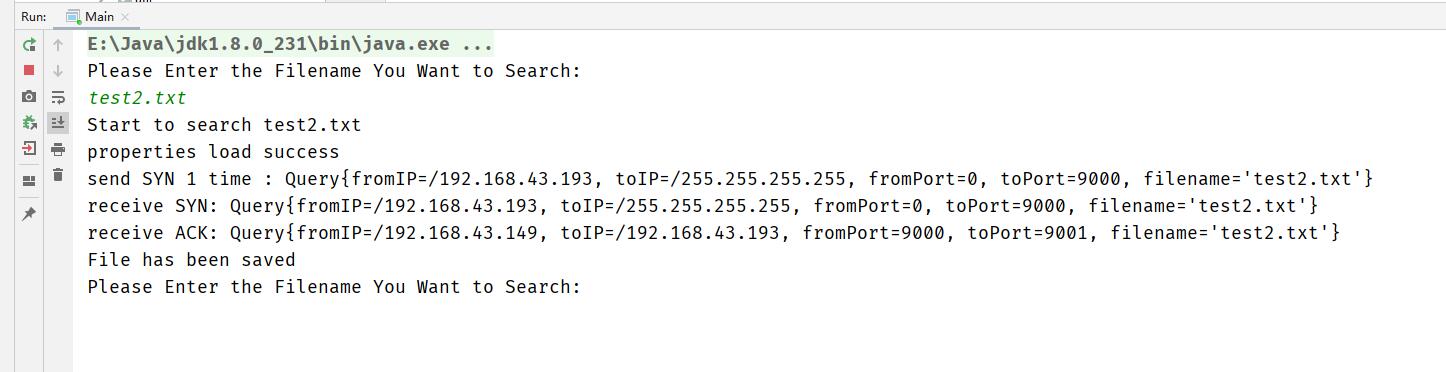 Run: Main
E:\Java\jdk1.8.0_231\bin\java.exe ...
Please Enter the Filename You Want to Search:
test2.txt
Start to search test2.txt
properties load success
send SYN 1 time : Query{fromIP=/192.168.43.193, toIP=/255.255.255.255, fromPort=0, toPort=9000, filename='test2.txt'}
receive SYN: Query{fromIP=/192.168.43.193, toIP=/255.255.255.255, fromPort=0, toPort=9000, filename='test2.txt'}
receive ACK: Query{fromIP=/192.168.43.149, toIP=/192.168.43.193, fromPort=9000, toPort=9001, filename='test2.txt'}
File has been saved
Please Enter the Filename You Want to Search: